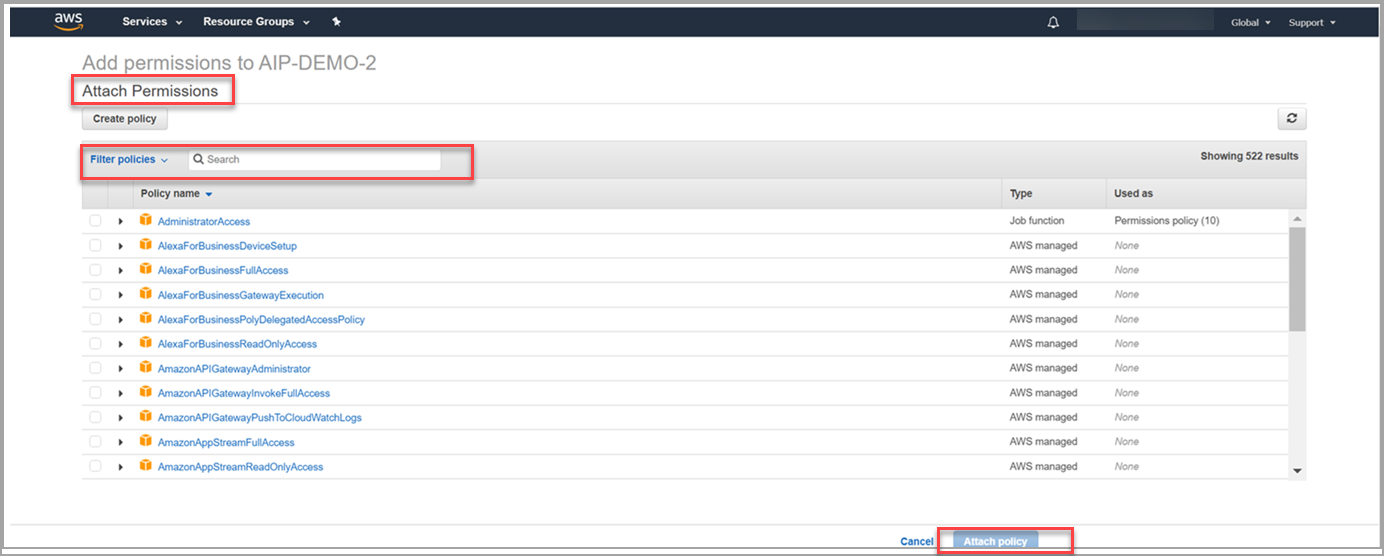 aws Services Resource Groups Global Support
Add permissions to AIP-DEMO-2
Attach Permissions
Create policy
Filter policies Search Showing 522 results
Policy name Type Used as
AdministratorAccess Job function Permissions policy (10)
AlexaForBusinessDeviceSetup AWS managed None
AlexaForBusinessFullAccess AWS managed None
AlexaForBusinessGatewayExecution AWS managed None
AlexaForBusinessPolyDelegatedAccessPolicy AWS managed None
AlexaForBusinessReadOnlyAccess AWS managed None
AmazonAPIGatewayAdministrator AWS managed None
AmazonAPIGatewayInvokeFullAccess AWS managed None
AmazonAPIGatewayPushToCloudWatchLogs AWS managed None
AmazonAppStreamFullAccess AWS managed None
AmazonAppStreamReadOnlyAccess AWS managed None
Cancel Attach policy